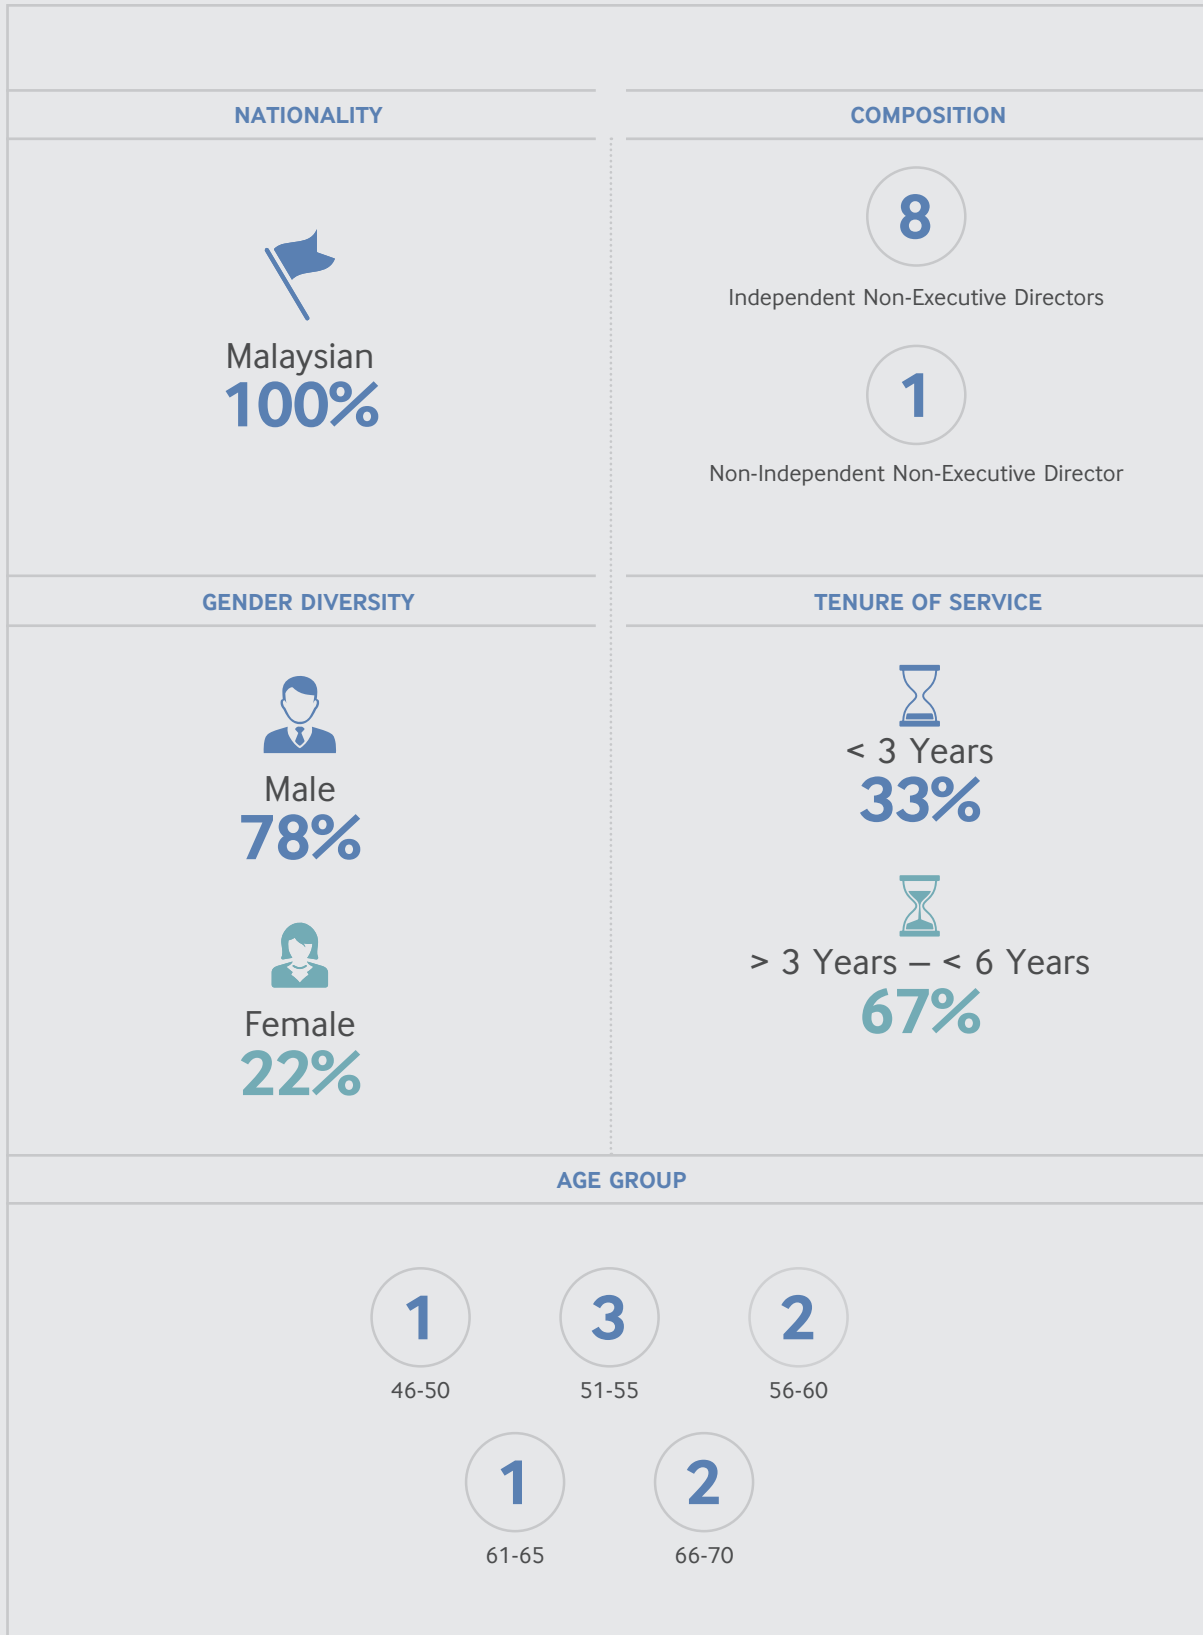 NATIONALITY
Malaysian
100%
COMPOSITION
8
Independent Non-Executive Directors
1
Non-Independent Non-Executive Director
GENDER DIVERSITY
Male
78%
Female
22%
TENURE OF SERVICE
< 3 Years
33%
> 3 Years – < 6 Years
67%
AGE GROUP
1
46-50
3
51-55
2
56-60
1
61-65
2
66-70